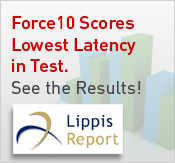 Force10 Scores
Lowest Latency
in Test.
See the Results!
Lippis
Report